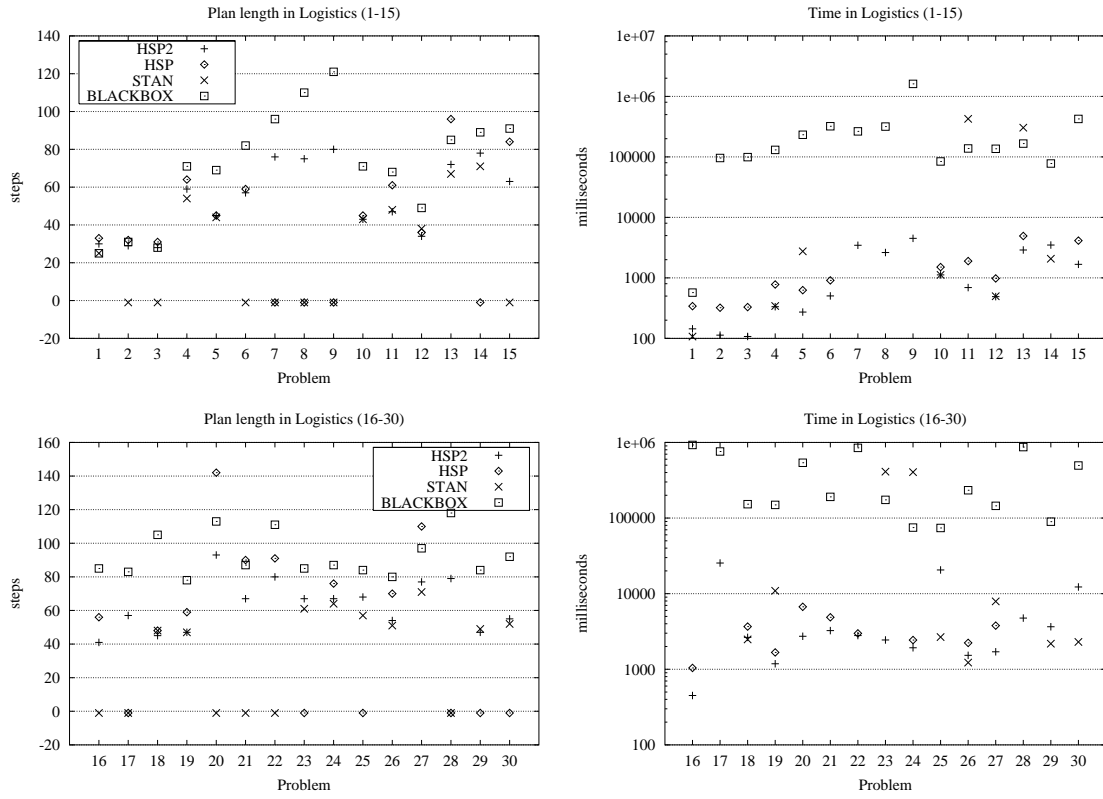 Plan length in Logistics (1-15)
140
120
100
80
60
40
20
0
-20
steps
HSP2
HSP
STAN
BLACKBOX
1 2 3 4 5 6 7 8 9 10 11 12 13 14 15
Problem
Time in Logistics (1-15)
1e+07
1e+06
100000
10000
1000
100
milliseconds
1 2 3 4 5 6 7 8 9 10 11 12 13 14 15
Problem
Plan length in Logistics (16-30)
160
140
120
100
80
60
40
20
0
-20
steps
HSP2
HSP
STAN
BLACKBOX
16 17 18 19 20 21 22 23 24 25 26 27 28 29 30
Problem
Time in Logistics (16-30)
1e+06
100000
10000
1000
100
milliseconds
16 17 18 19 20 21 22 23 24 25 26 27 28 29 30
Problem